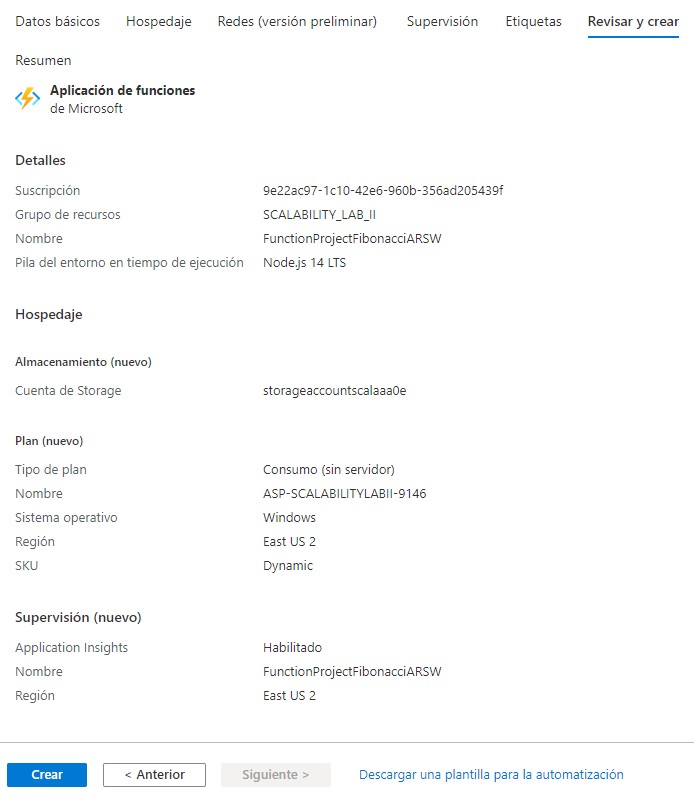 Datos básicos Hospedaje Redes (versión preliminar) Supervisión Etiquetas Revisar y crear
Resumen
Aplicación de funciones
de Microsoft
Detalles
Suscripción 9e22ac97-1c10-42e6-960b-356ad205439f
Grupo de recursos SCALABILITY_LAB_II
Nombre FunctionProjectFibonacciARSW
Pila del entorno en tiempo de ejecución Node.js 14 LTS
Hospedaje
Almacenamiento (nuevo)
Cuenta de Storage storageaccountscalaaa0e
Plan (nuevo)
Tipo de plan Consumo (sin servidor)
Nombre ASP-SCALABILITYLABII-9146
Sistema operativo Windows
Región East US 2
SKU Dynamic
Supervisión (nuevo)
Application Insights Habilitado
Nombre FunctionProjectFibonacciARSW
Región East US 2
Crear < Anterior Siguiente > Descargar una plantilla para la automatización